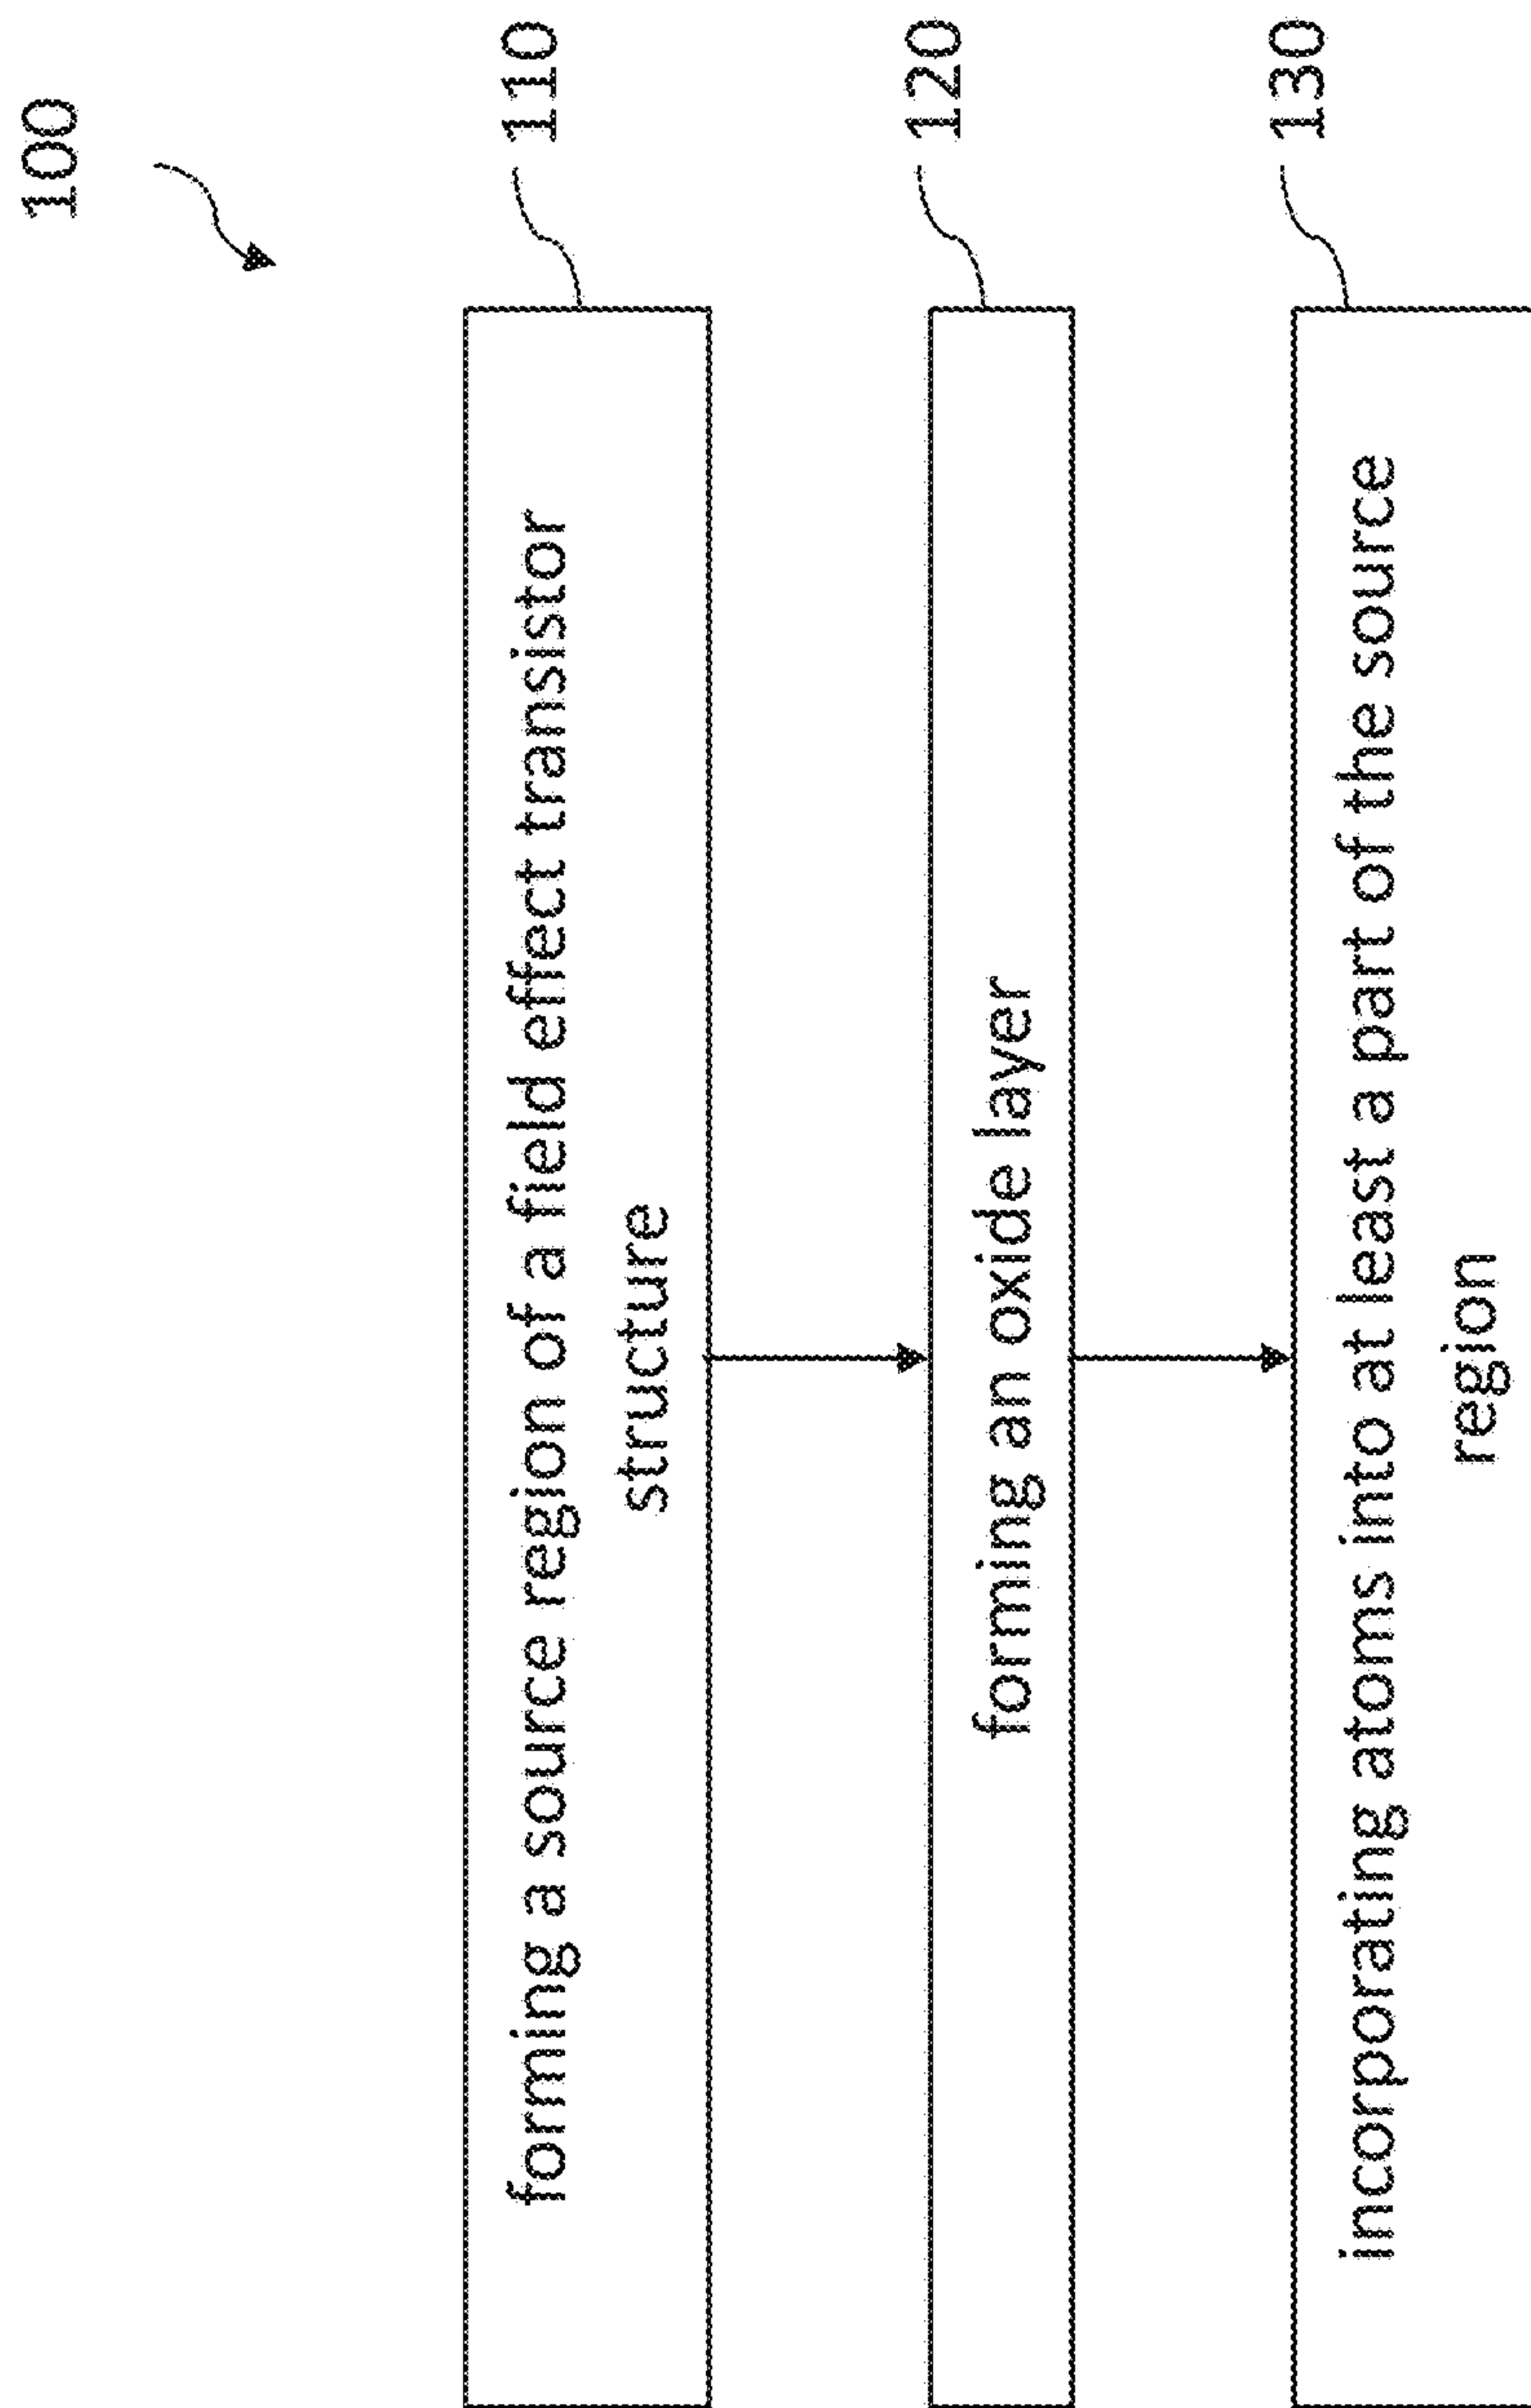 100
110
forming a source region of a field effect transistor
structure
120
forming an oxide layer
130
incorporating atoms into at least a part of the source
region